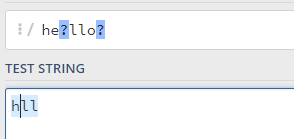 / he?llo?
TEST STRING
hll